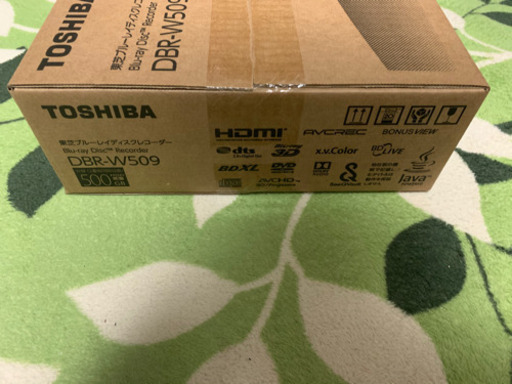 TOSHIBA
東芝ブルーレイディスクレコーダー
Blu-ray Disc™ Recorder
DBR-W509
TOSHIBA
東芝ブルーレイディスクレコーダー
Blu-ray Disc™ Recorder
DBR-W509
500GB
HDMI
AVCREC
BONUSVIEW
dts
3D
x.v.Color
BD LIVE
BDXL
DVD
AVCHD
Java